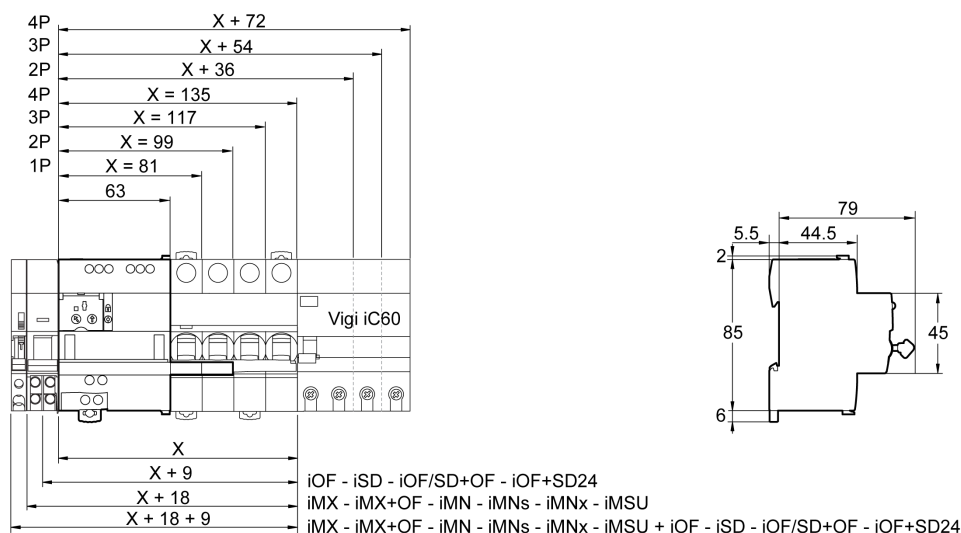 4P X + 72
3P X + 54
2P X + 36
4P X = 135
3P X = 117
2P X = 99
1P X = 81
63
Vigi iC60
X
X + 9 iOF - iSD - iOF/SD+OF - iOF+SD24
X + 18 iMX - iMX+OF - iMN - iMNs - iMNx - iMSU
X + 18 + 9 iMX - iMX+OF - iMN - iMNs - iMNx - iMSU + iOF - iSD - iOF/SD+OF - iOF+SD24
79
5.5 44.5
2
85
45
6